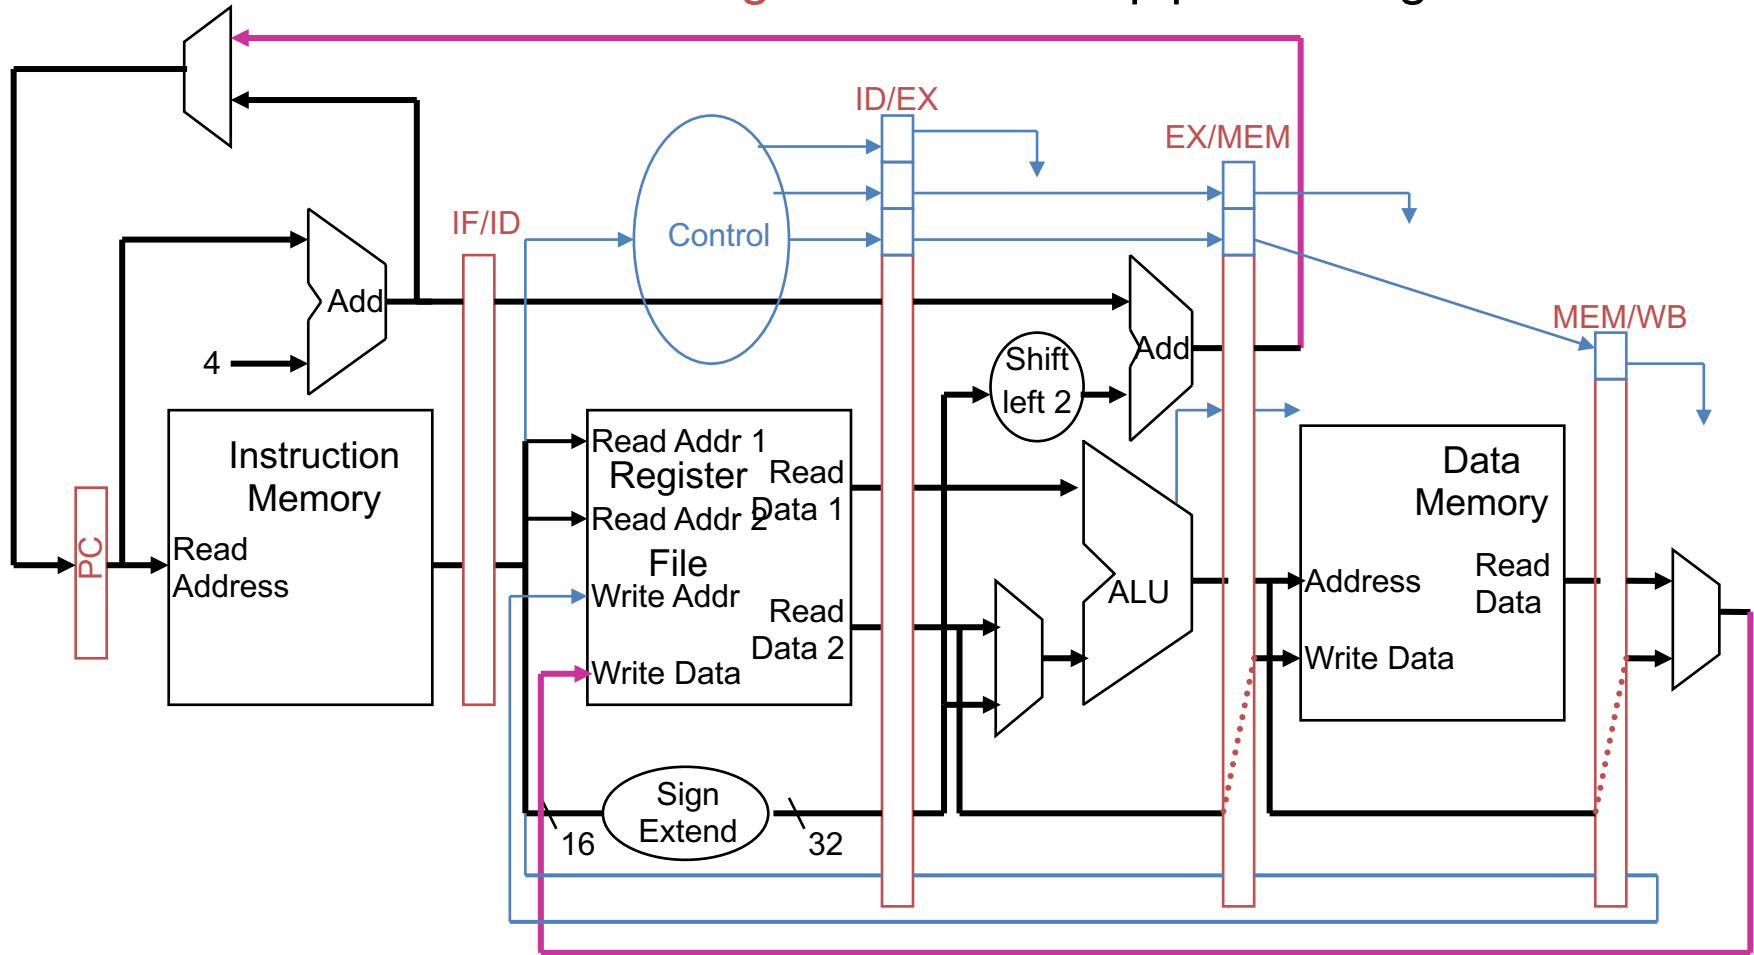 ID/EX
EX/MEM
IF/ID
Control
MEM/WB
Add
4
Shift
left 2
Add
Instruction
Memory
Read
Address
PC
Read Addr 1
Register
Read
Data 1
Read Addr 2
File
Write Addr
Read
Data 2
Write Data
ALU
Data
Memory
Address
Read
Data
Write Data
Sign
Extend
16
32